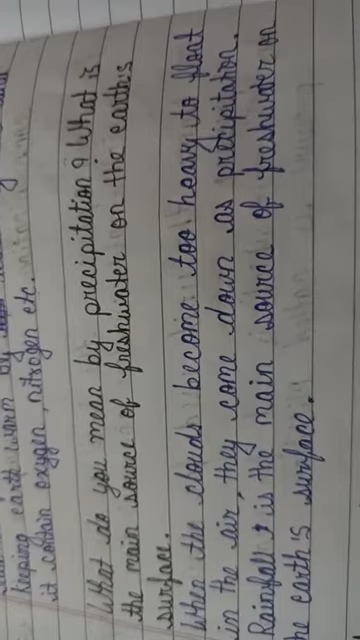 keeping earth warm by
it contain oxygen, nitrogen etc.
What do you mean by precipitation? What is
the main source of freshwater on the earth's
surface.
When the clouds become too heavy to float
in the air, they come down as precipitation.
Rainfall is the main source of freshwater on
he earth's surface.